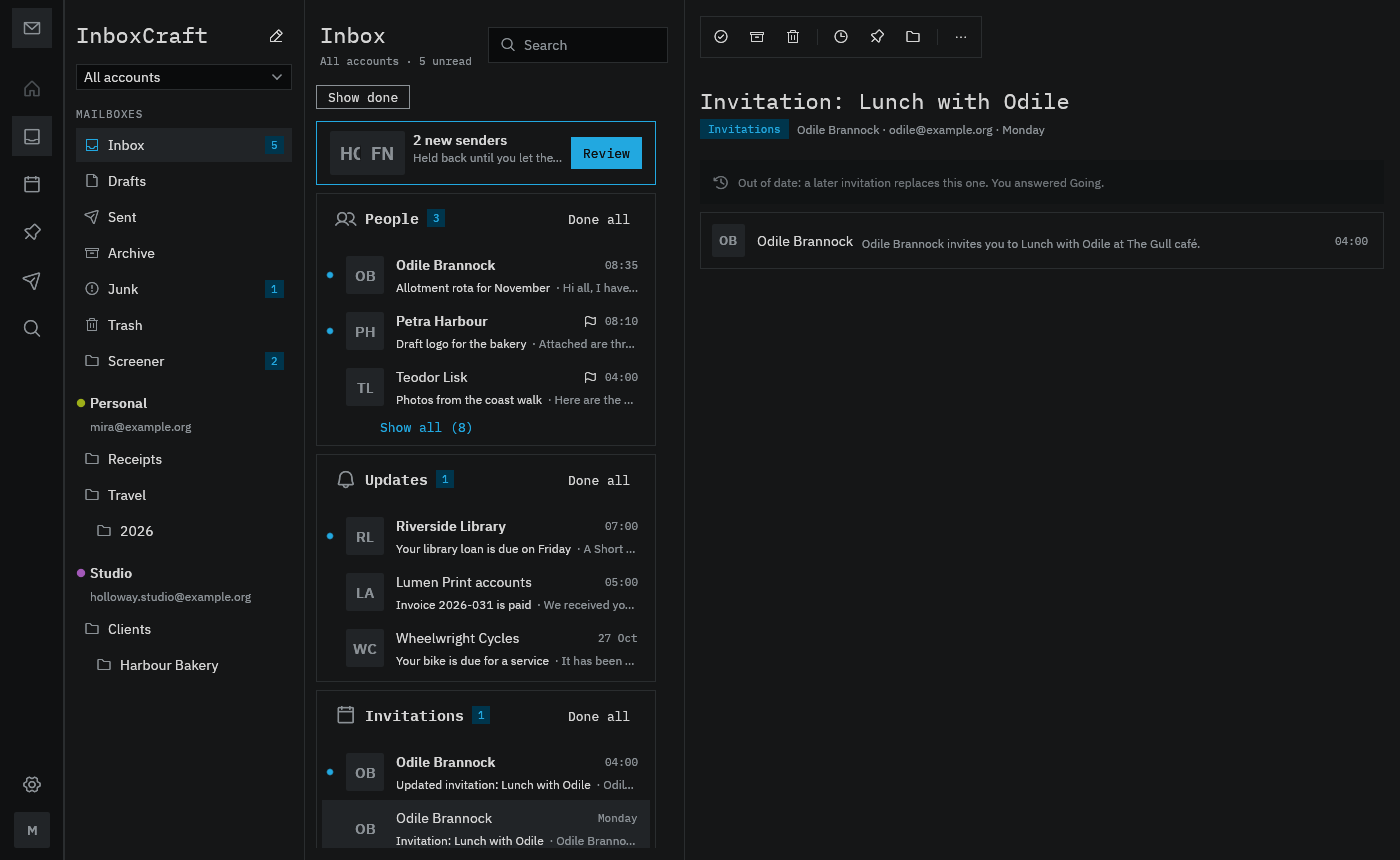 InboxCraft
All accounts
MAILBOXES
Inbox 5
Drafts
Sent
Archive
Junk 1
Trash
Screener 2
Personal
mira@example.org
Receipts
Travel
2026
Studio
holloway.studio@example.org
Clients
Harbour Bakery
M
Inbox
All accounts · 5 unread
Search
Show done
HC FN
2 new senders
Held back until you let the...
Review
People 3 Done all
OB Odile Brannock 08:35
Allotment rota for November · Hi all, I have...
PH Petra Harbour 08:10
Draft logo for the bakery · Attached are thr...
TL Teodor Lisk 04:00
Photos from the coast walk · Here are the ...
Show all (8)
Updates 1 Done all
RL Riverside Library 07:00
Your library loan is due on Friday · A Short ...
LA Lumen Print accounts 05:00
Invoice 2026-031 is paid · We received yo...
WC Wheelwright Cycles 27 Oct
Your bike is due for a service · It has been ...
Invitations 1 Done all
OB Odile Brannock 04:00
Updated invitation: Lunch with Odile · Odil...
OB Odile Brannock Monday
Invitation: Lunch with Odile · Odile Branno...
Invitation: Lunch with Odile
Invitations Odile Brannock · odile@example.org · Monday
Out of date: a later invitation replaces this one. You answered Going.
OB Odile Brannock Odile Brannock invites you to Lunch with Odile at The Gull café. 04:00